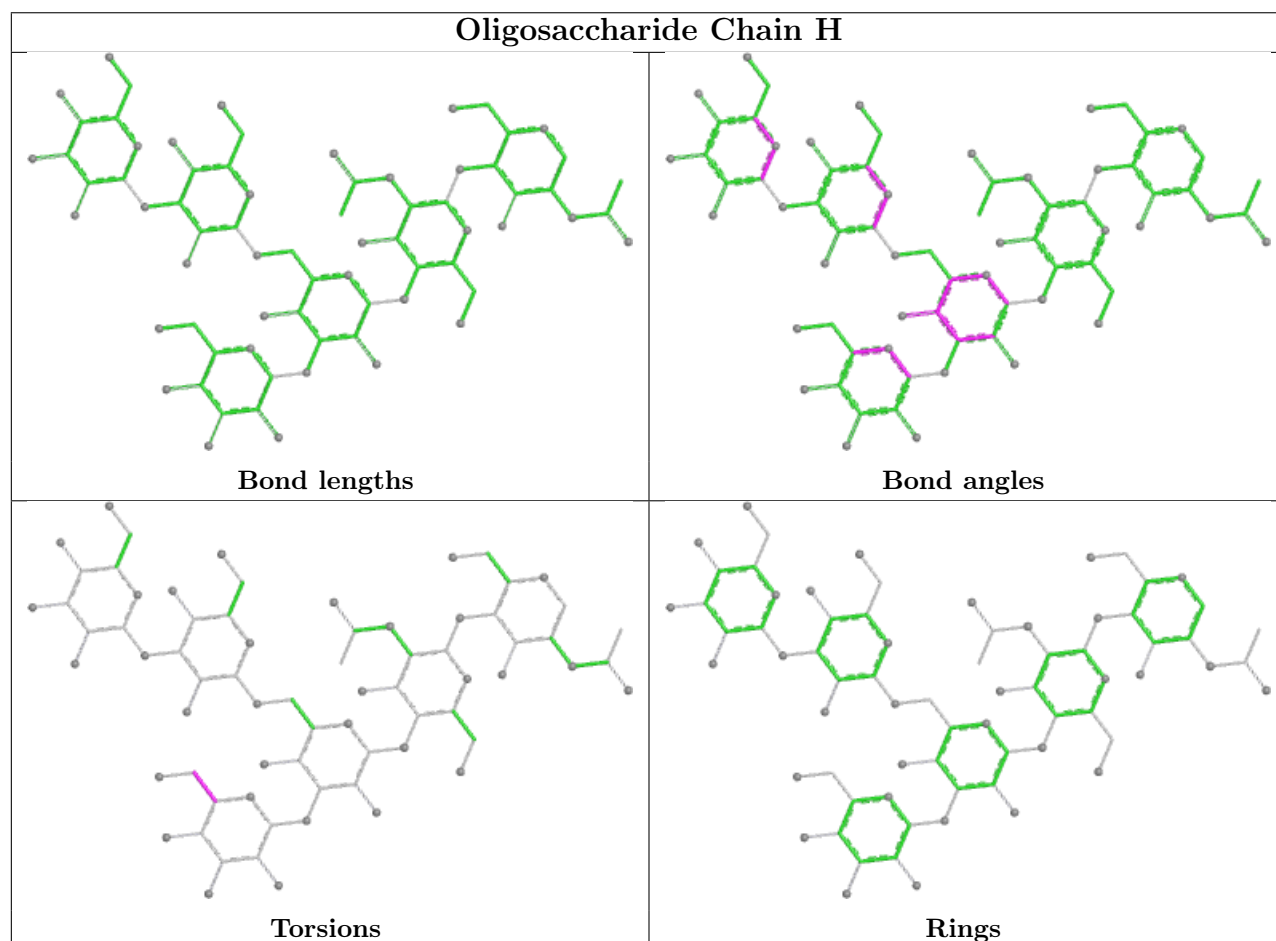 Oligosaccharide Chain H
Bond lengths
Bond angles
Torsions
Rings